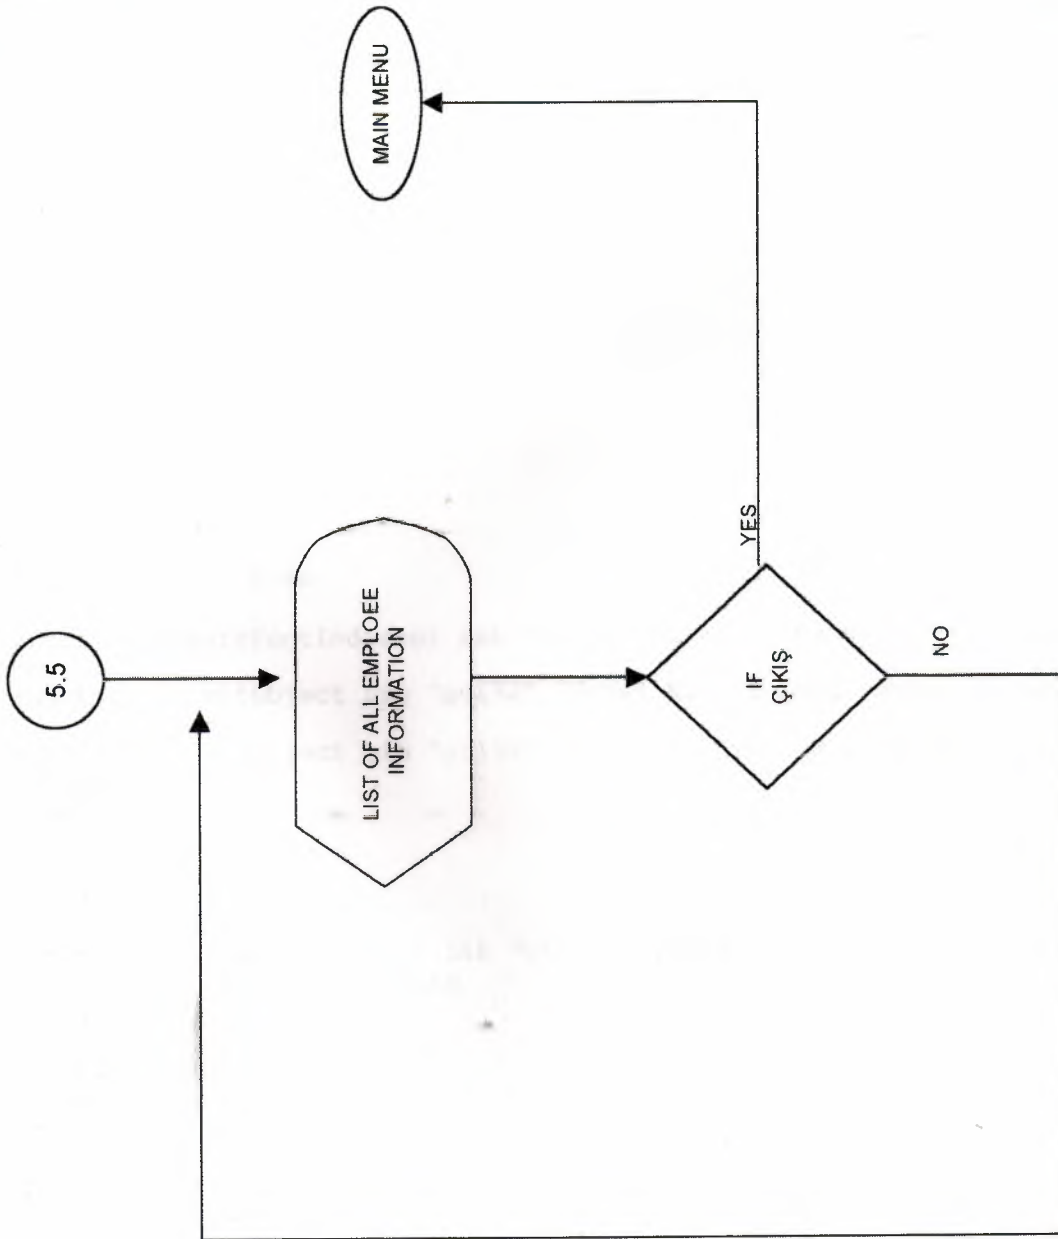 5.5
LIST OF ALL EMPLOEE
INFORMATION
IF
ÇIKIŞ
YES
NO
MAIN MENU